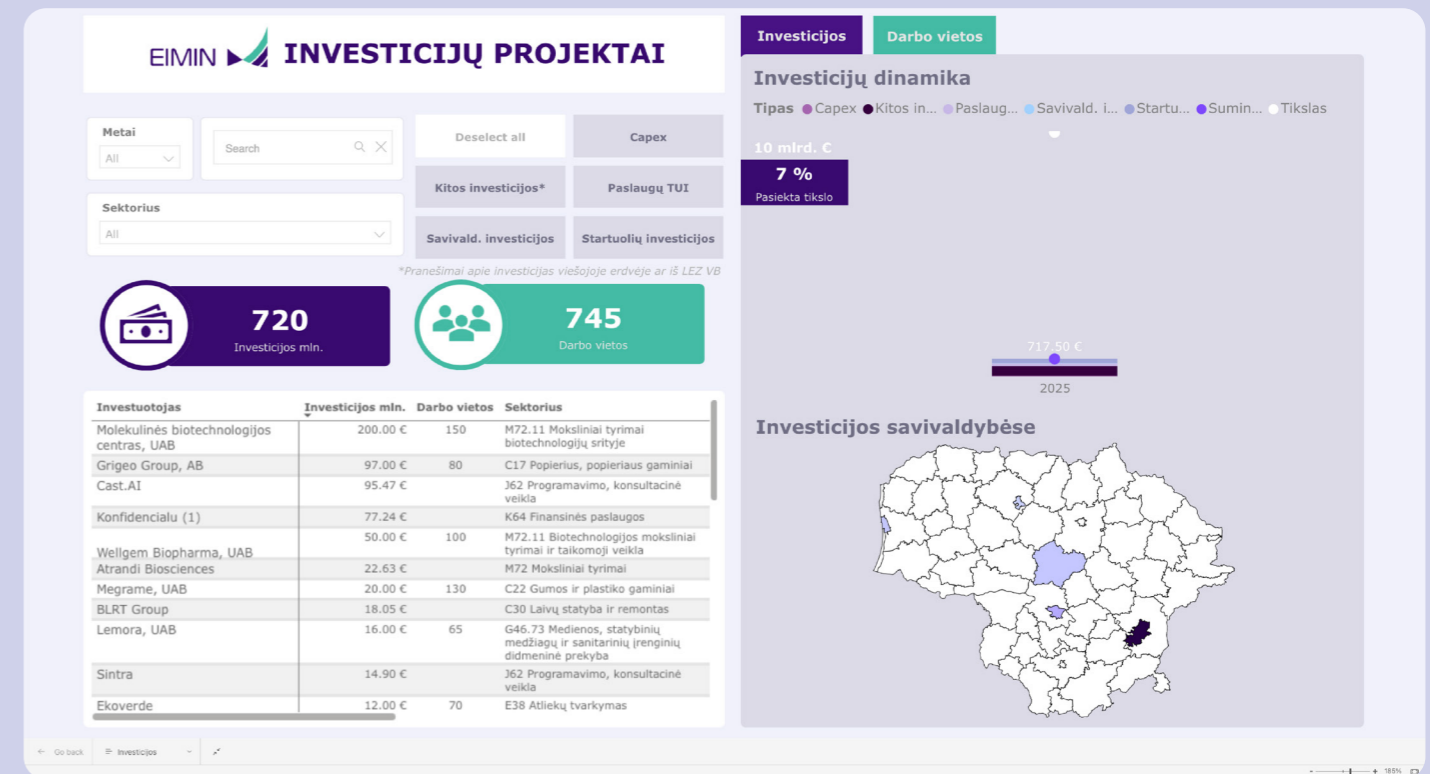 EIMIN INVESTICIJŲ PROJEKTAI
Metai
All
Search
Sektorius
All
Deselect all
Capex
Kitos investicijos*
Paslaugų TUI
Savivald. investicijos
Startuolių investicijos
*Pranešimai apie investicijas viešojoje erdvėje ar iš LEZ VB
720
Investicijos mln.
745
Darbo vietos
Investuotojas Investicijos mln. Darbo vietos Sektorius
Molekulinės biotechnologijos 200.00 € 150 M72.11 Moksliniai tyrimai
centras, UAB biotechnologijų srityje
Grigeo Group, AB 97.00 € 80 C17 Popierius, popieriaus gaminiai
Cast.AI 95.47 € J62 Programavimo, konsultacinė
veikla
Konfidencialu (1) 77.24 € K64 Finansinės paslaugos
50.00 € 100 M72.11 Biotechnologijos moksliniai
Wellgem Biopharma, UAB tyrimai ir taikomoji veikla
Atrandi Biosciences 22.63 € M72 Moksliniai tyrimai
Megrame, UAB 20.00 € 130 C22 Gumos ir plastiko gaminiai
BLRT Group 18.05 € C30 Laivų statyba ir remontas
Lemora, UAB 16.00 € 65 G46.73 Medienos, statybinių
medžiagų ir sanitarinių įrenginių
didmeninė prekyba
Sintra 14.90 € J62 Programavimo, konsultacinė
veikla
Ekoverde 12.00 € 70 E38 Atliekų tvarkymas
Investicijos
Darbo vietos
Investicijų dinamika
Tipas Capex Kitos in... Paslaug... Savivald. i... Startu... Sumin... Tikslas
10 mlrd. €
7 %
Pasiekta tikslo
717.50 €
2025
Investicijos savivaldybėse
← Go back
Investicijos
- + 185%